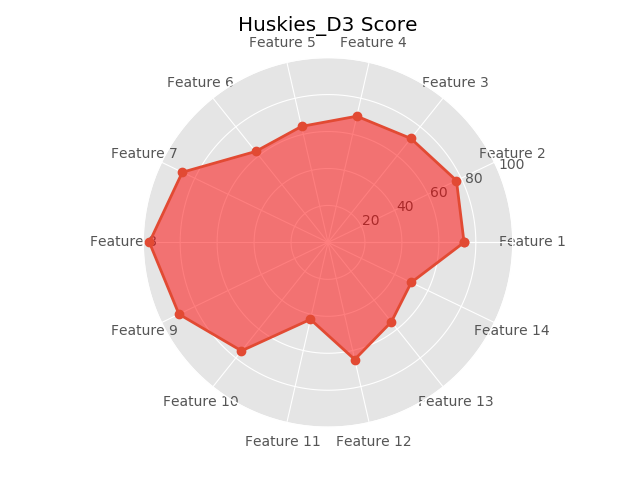 Huskies_D3 Score
Feature 5
Feature 4
Feature 6
Feature 3
Feature 7
Feature 2
100
80
60
40
20
Feature 8
Feature 1
Feature 9
Feature 14
Feature 10
Feature 13
Feature 11
Feature 12